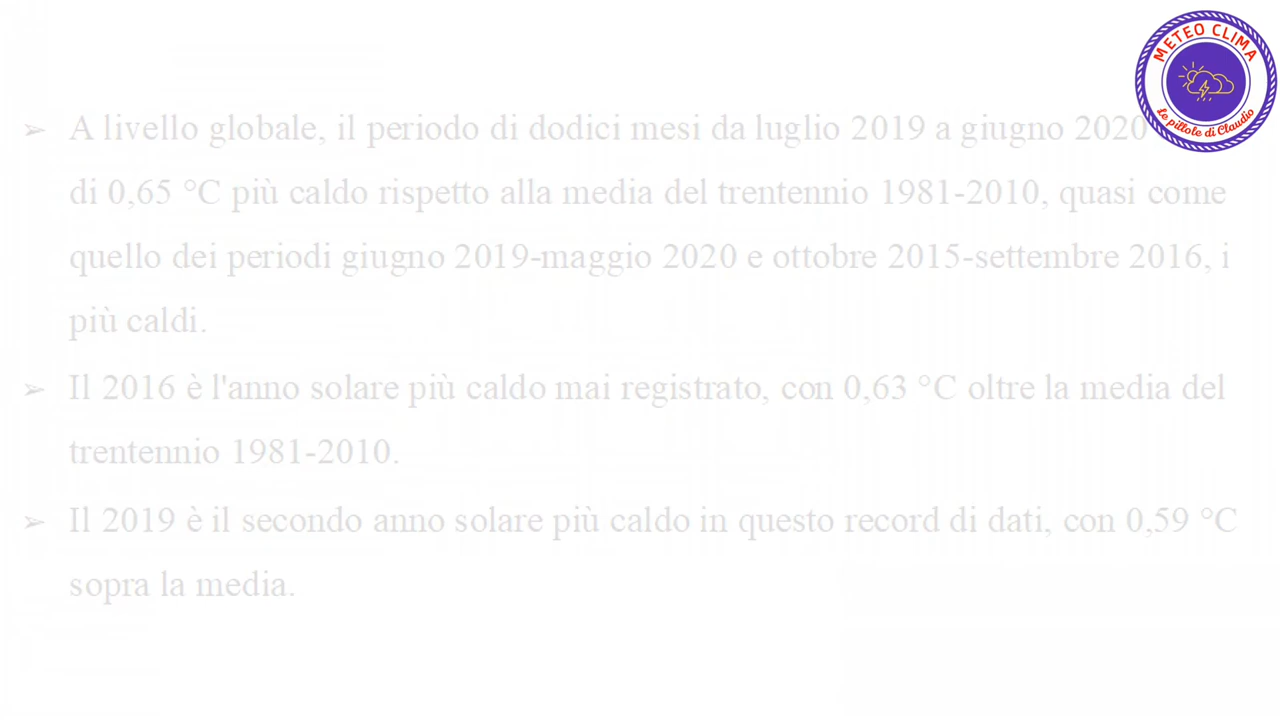 METEO CLIMA
Le pillole di Claudio
➢ A livello globale, il periodo di dodici mesi da luglio 2019 a giugno 2020
di 0,65 °C più caldo rispetto alla media del trentennio 1981-2010, quasi come
quello dei periodi giugno 2019-maggio 2020 e ottobre 2015-settembre 2016, i
più caldi.
➢ Il 2016 è l'anno solare più caldo mai registrato, con 0,63 °C oltre la media del
trentennio 1981-2010.
➢ Il 2019 è il secondo anno solare più caldo in questo record di dati, con 0,59 °C
sopra la media.